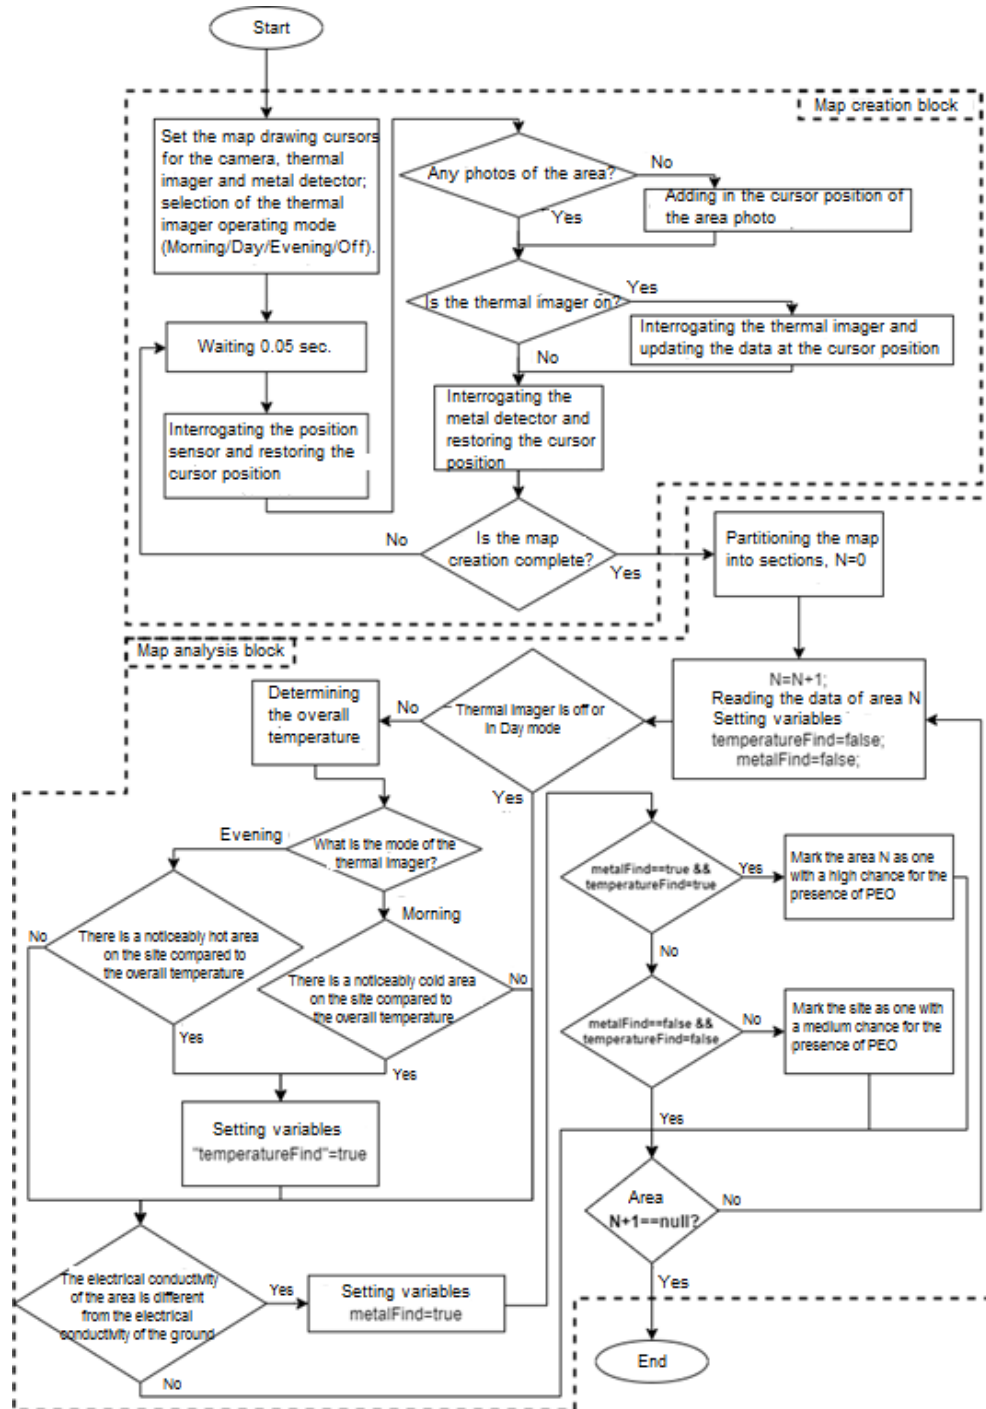 Start
Map creation block
Set the map drawing cursors
for the camera, thermal
imager and metal detector;
selection of the thermal
imager operating mode
(Morning/Day/Evening/Off).
Any photos of the area?
No
Adding in the cursor position of
the area photo
Yes
Is the thermal imager on?
Yes
Interrogating the thermal imager and
updating the data at the cursor position
No
Waiting 0.05 sec.
Interrogating the position
sensor and restoring the
cursor position
Interrogating the
metal detector and
restoring the cursor
position
Is the map
creation complete?
No
Yes
Partitioning the map
into sections, N=0
Map analysis block
N=N+1;
Reading the data of area N
Setting variables
temperatureFind=false;
metalFind=false;
Thermal Imager is off or
In Day mode
No
Yes
Determining
the overall
temperature
What is the mode of the
thermal Imager?
Evening
Morning
There is a noticeably hot area
on the site compared to
the overall temperature
No
Yes
There is a noticeably cold area
on the site compared to
the overall temperature
No
Yes
Setting variables
"temperatureFind"=true
The electrical conductivity
of the area is different
from the electrical
conductivity of the ground
Yes
No
Setting variables
metalFind=true
metalFind==true &&
temperatureFind=true
Yes
No
Mark the area N as one
with a high chance for the
presence of PEO
metalFind==false &&
temperatureFind=false
No
Yes
Mark the site as one with
a medium chance for the
presence of PEO
Area
N+1==null?
No
Yes
End